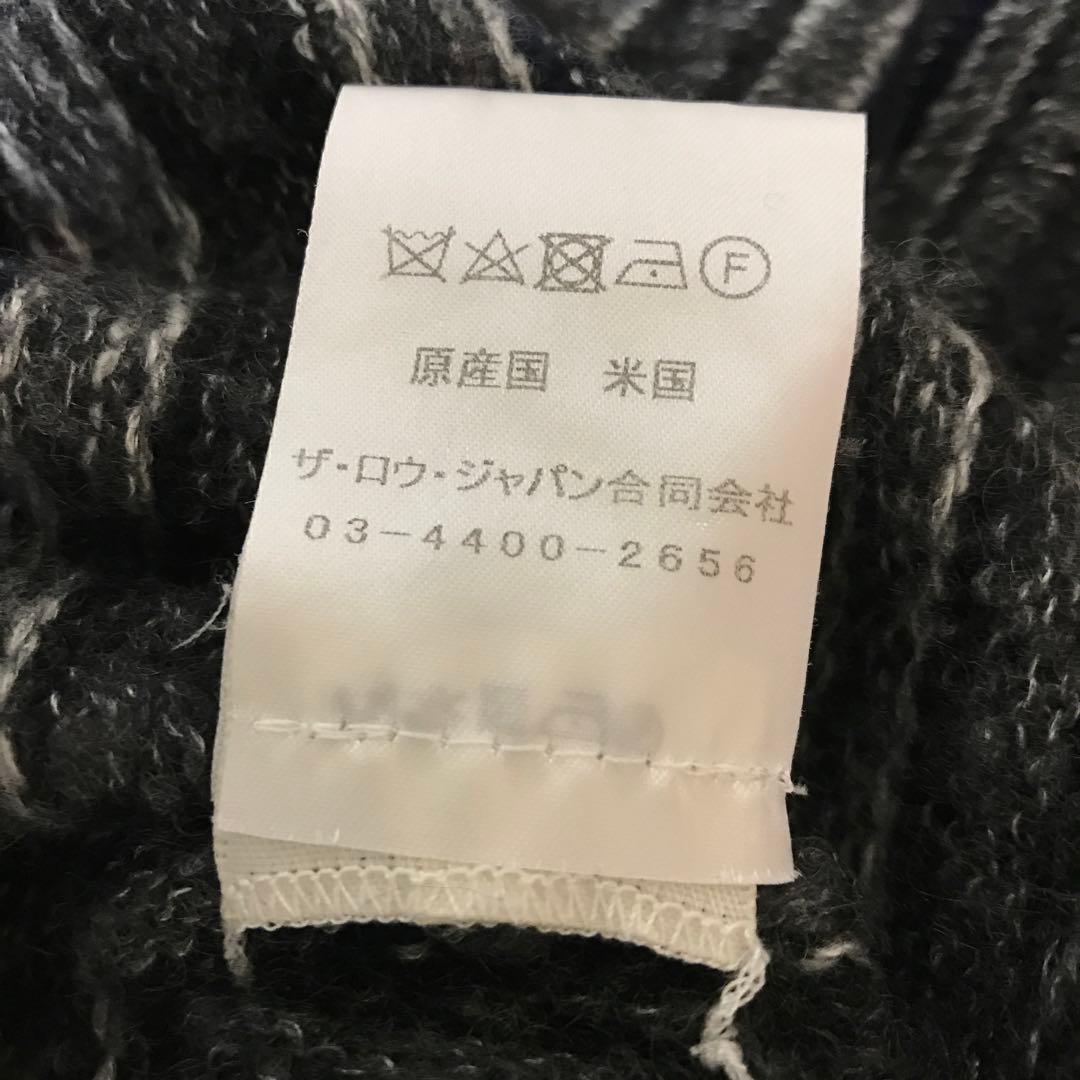 F
原産国 米国
ザ・ロウ・ジャパン合同会社
03-4400-2656